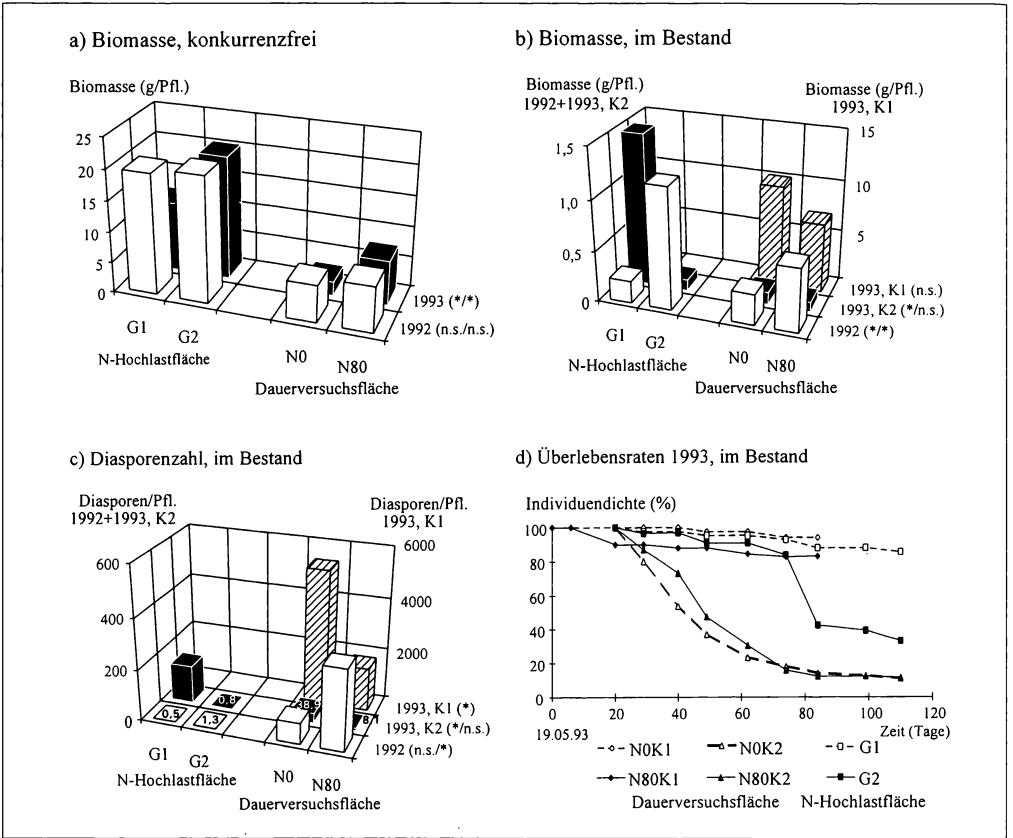 a) Biomasse, konkurrenzfrei
Biomasse (g/Pfl.)
25
20
15
10
5
0
G1
G2
N0
N80
N-Hochlastfläche
Dauerversuchsfläche
1993 (*/*)
1992 (n.s./n.s.)
b) Biomasse, im Bestand
Biomasse (g/Pfl.)
1992+1993, K2
Biomasse (g/Pfl.)
1993, K1
1,5
1,0
0,5
0
15
10
5
G1
G2
N0
N80
N-Hochlastfläche
Dauerversuchsfläche
1993, K1 (n.s.)
1993, K2 (*/n.s.)
1992 (*/*)
c) Diasporenzahl, im Bestand
Diasporen/Pfl.
1992+1993, K2
Diasporen/Pfl.
1993, K1
600
400
200
0
6000
4000
2000
0,5
1,3
0,8
38,9
8
G1
G2
N0
N80
N-Hochlastfläche
Dauerversuchsfläche
1993, K1 (*)
1993, K2 (*/n.s.)
1992 (n.s./*)
d) Überlebensraten 1993, im Bestand
Individuendichte (%)
100
80
60
40
20
0
0 20 40 60 80 100 120
19.05.93
Zeit (Tage)
N0K1 N0K2 G1
N80K1 N80K2 G2
Dauerversuchsfläche N-Hochlastfläche